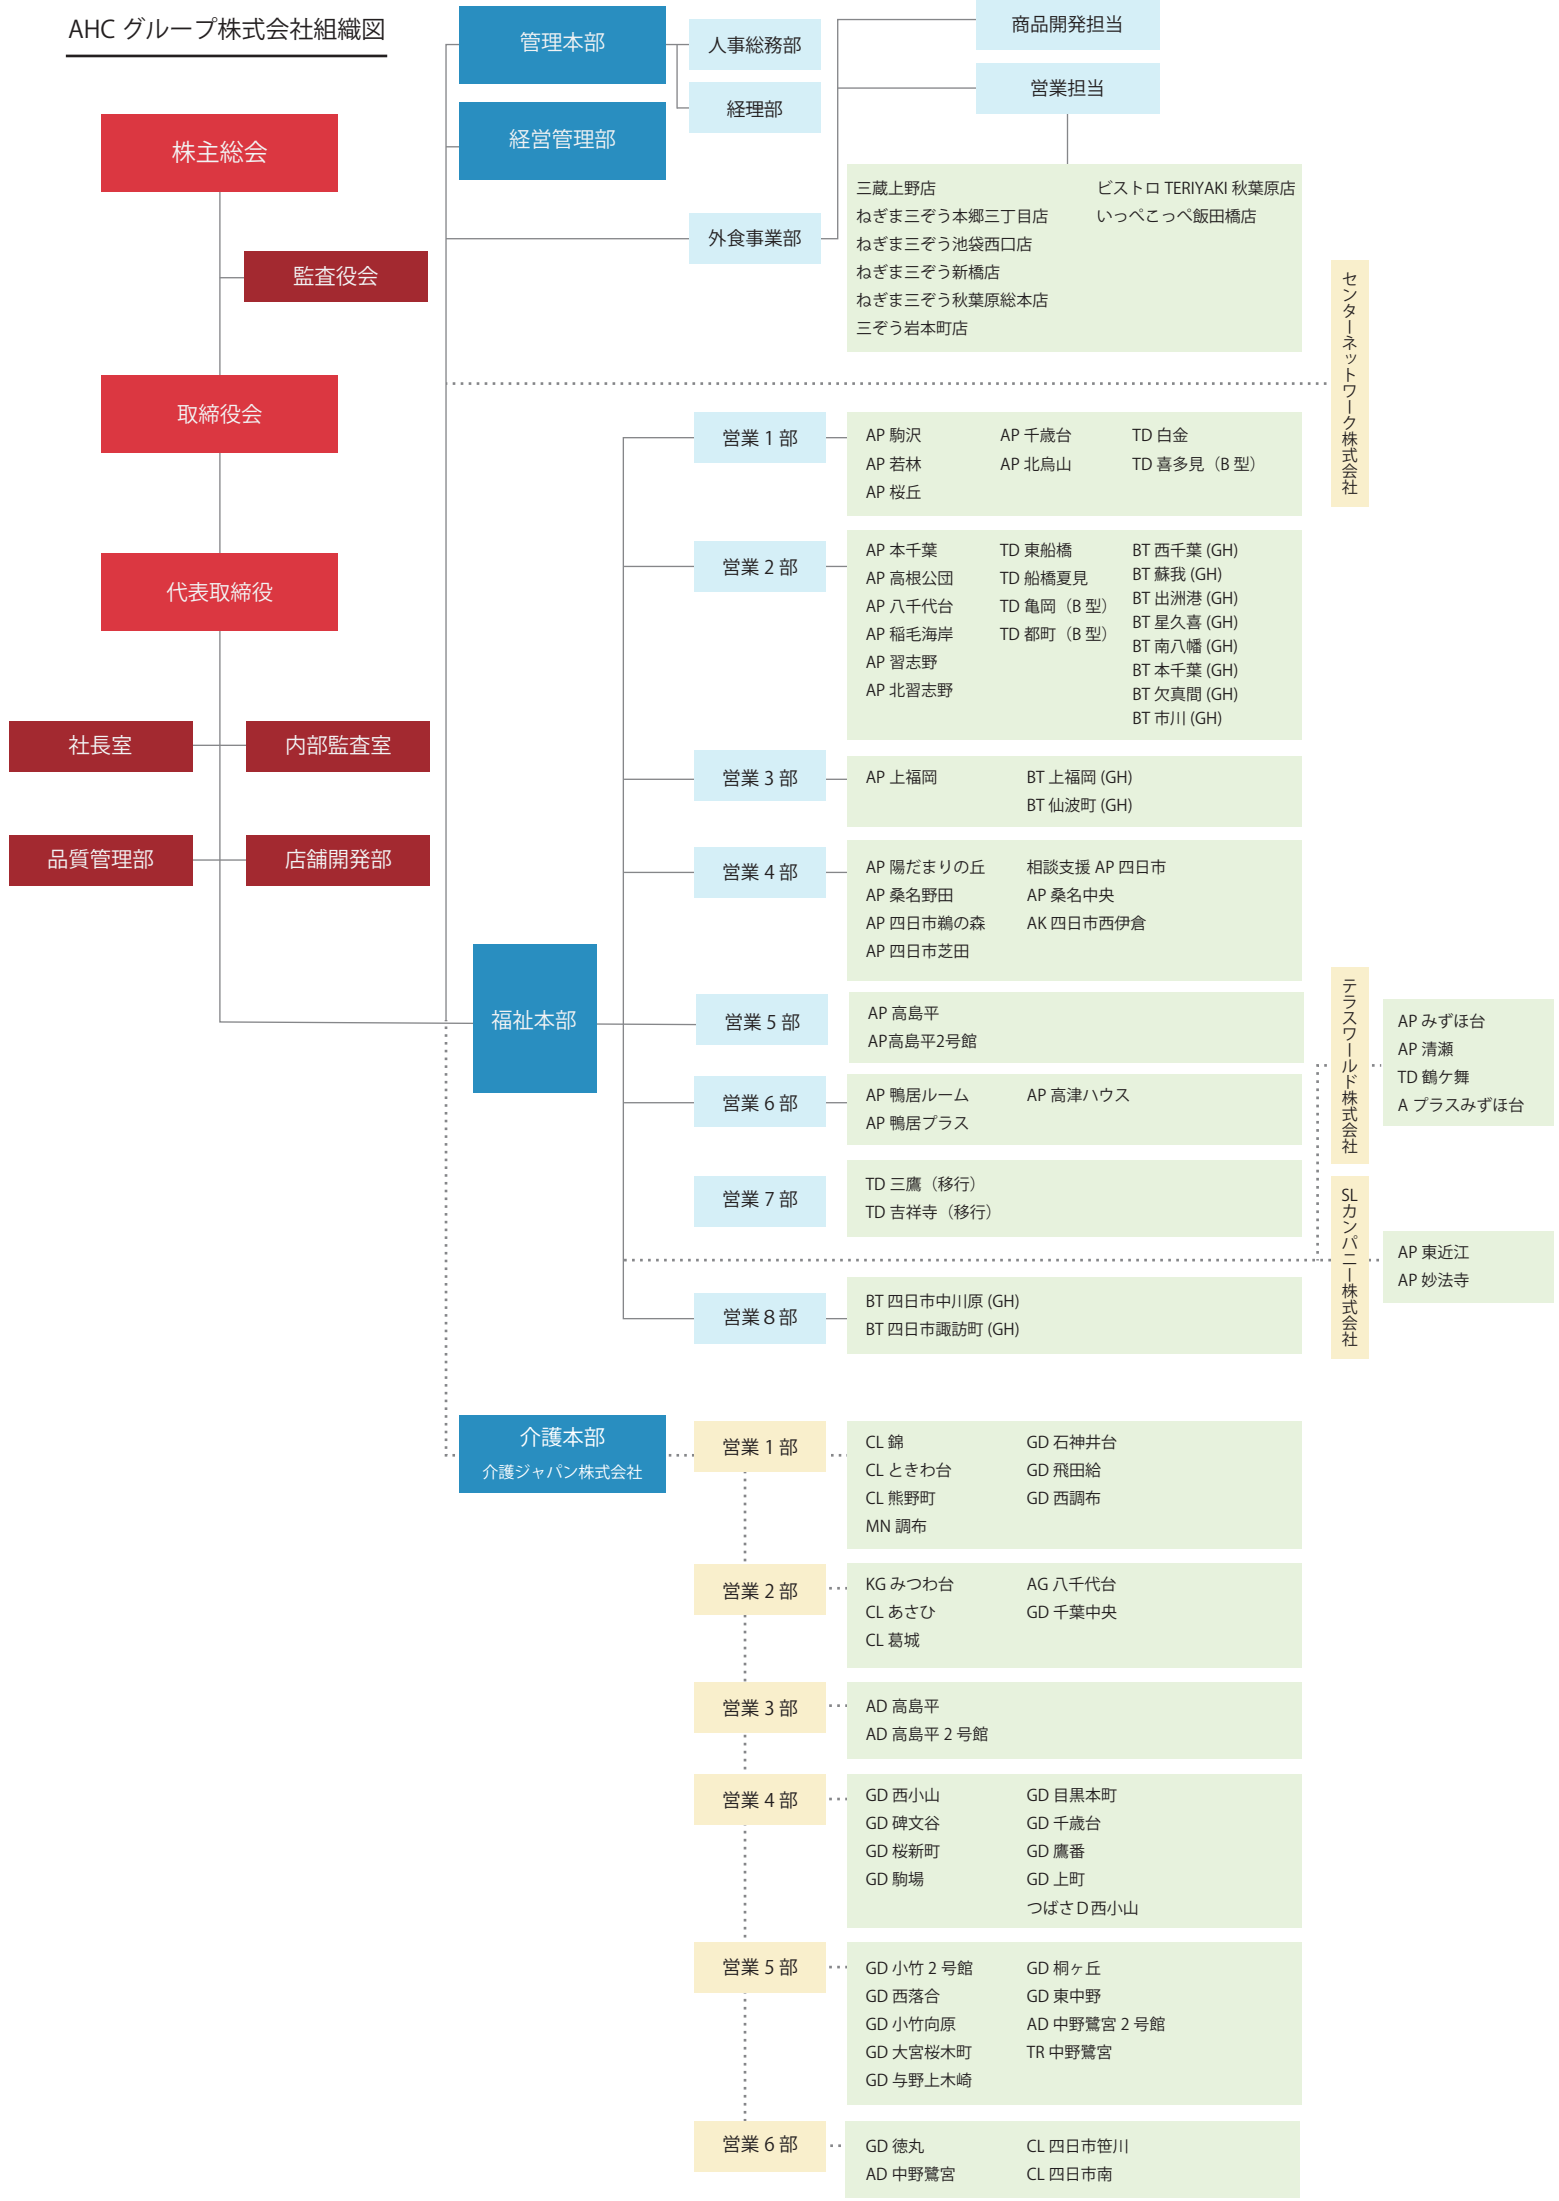 AHC グループ株式会社組織図
株主総会
監査役会
取締役会
代表取締役
社長室
内部監査室
品質管理部
店舗開発部
管理本部
人事総務部
経理部
経営管理部
外食事業部
商品開発担当
営業担当
三蔵上野店
ねぎま三ぞう本郷三丁目店
ねぎま三ぞう池袋西口店
ねぎま三ぞう新橋店
ねぎま三ぞう秋葉原総本店
三ぞう岩本町店
ビストロ TERIYAKI 秋葉原店
いっぺこっぺ飯田橋店
センターネットワーク株式会社
福祉本部
営業 1 部
AP 駒沢
AP 若林
AP 桜丘
AP 千歳台
AP 北烏山
TD 白金
TD 喜多見（B 型）
営業 2 部
AP 本千葉
AP 高根公団
AP 八千代台
AP 稲毛海岸
AP 習志野
AP 北習志野
TD 東船橋
TD 船橋夏見
TD 亀岡（B 型）
TD 都町（B 型）
BT 西千葉 (GH)
BT 蘇我 (GH)
BT 出洲港 (GH)
BT 星久喜 (GH)
BT 南八幡 (GH)
BT 本千葉 (GH)
BT 欠真間 (GH)
BT 市川 (GH)
営業 3 部
AP 上福岡
BT 上福岡 (GH)
BT 仙波町 (GH)
営業 4 部
AP 陽だまりの丘
AP 桑名野田
AP 四日市鵜の森
AP 四日市芝田
相談支援 AP 四日市
AP 桑名中央
AK 四日市西伊倉
営業 5 部
AP 高島平
AP高島平2号館
営業 6 部
AP 鴨居ルーム
AP 鴨居プラス
AP 高津ハウス
営業 7 部
TD 三鷹（移行）
TD 吉祥寺（移行）
営業８部
BT 四日市中川原 (GH)
BT 四日市諏訪町 (GH)
テラスワールド株式会社
AP みずほ台
AP 清瀬
TD 鶴ケ舞
A プラスみずほ台
SLカンパニー株式会社
AP 東近江
AP 妙法寺
介護本部
介護ジャパン株式会社
営業 1 部
CL 錦
CL ときわ台
CL 熊野町
MN 調布
GD 石神井台
GD 飛田給
GD 西調布
営業 2 部
KG みつわ台
CL あさひ
CL 葛城
AG 八千代台
GD 千葉中央
営業 3 部
AD 高島平
AD 高島平 2 号館
営業 4 部
GD 西小山
GD 碑文谷
GD 桜新町
GD 駒場
GD 目黒本町
GD 千歳台
GD 鷹番
GD 上町
つばさＤ西小山
営業 5 部
GD 小竹 2 号館
GD 西落合
GD 小竹向原
GD 大宮桜木町
GD 与野上木崎
GD 桐ヶ丘
GD 東中野
AD 中野鷺宮 2 号館
TR 中野鷺宮
営業 6 部
GD 徳丸
AD 中野鷺宮
CL 四日市笹川
CL 四日市南